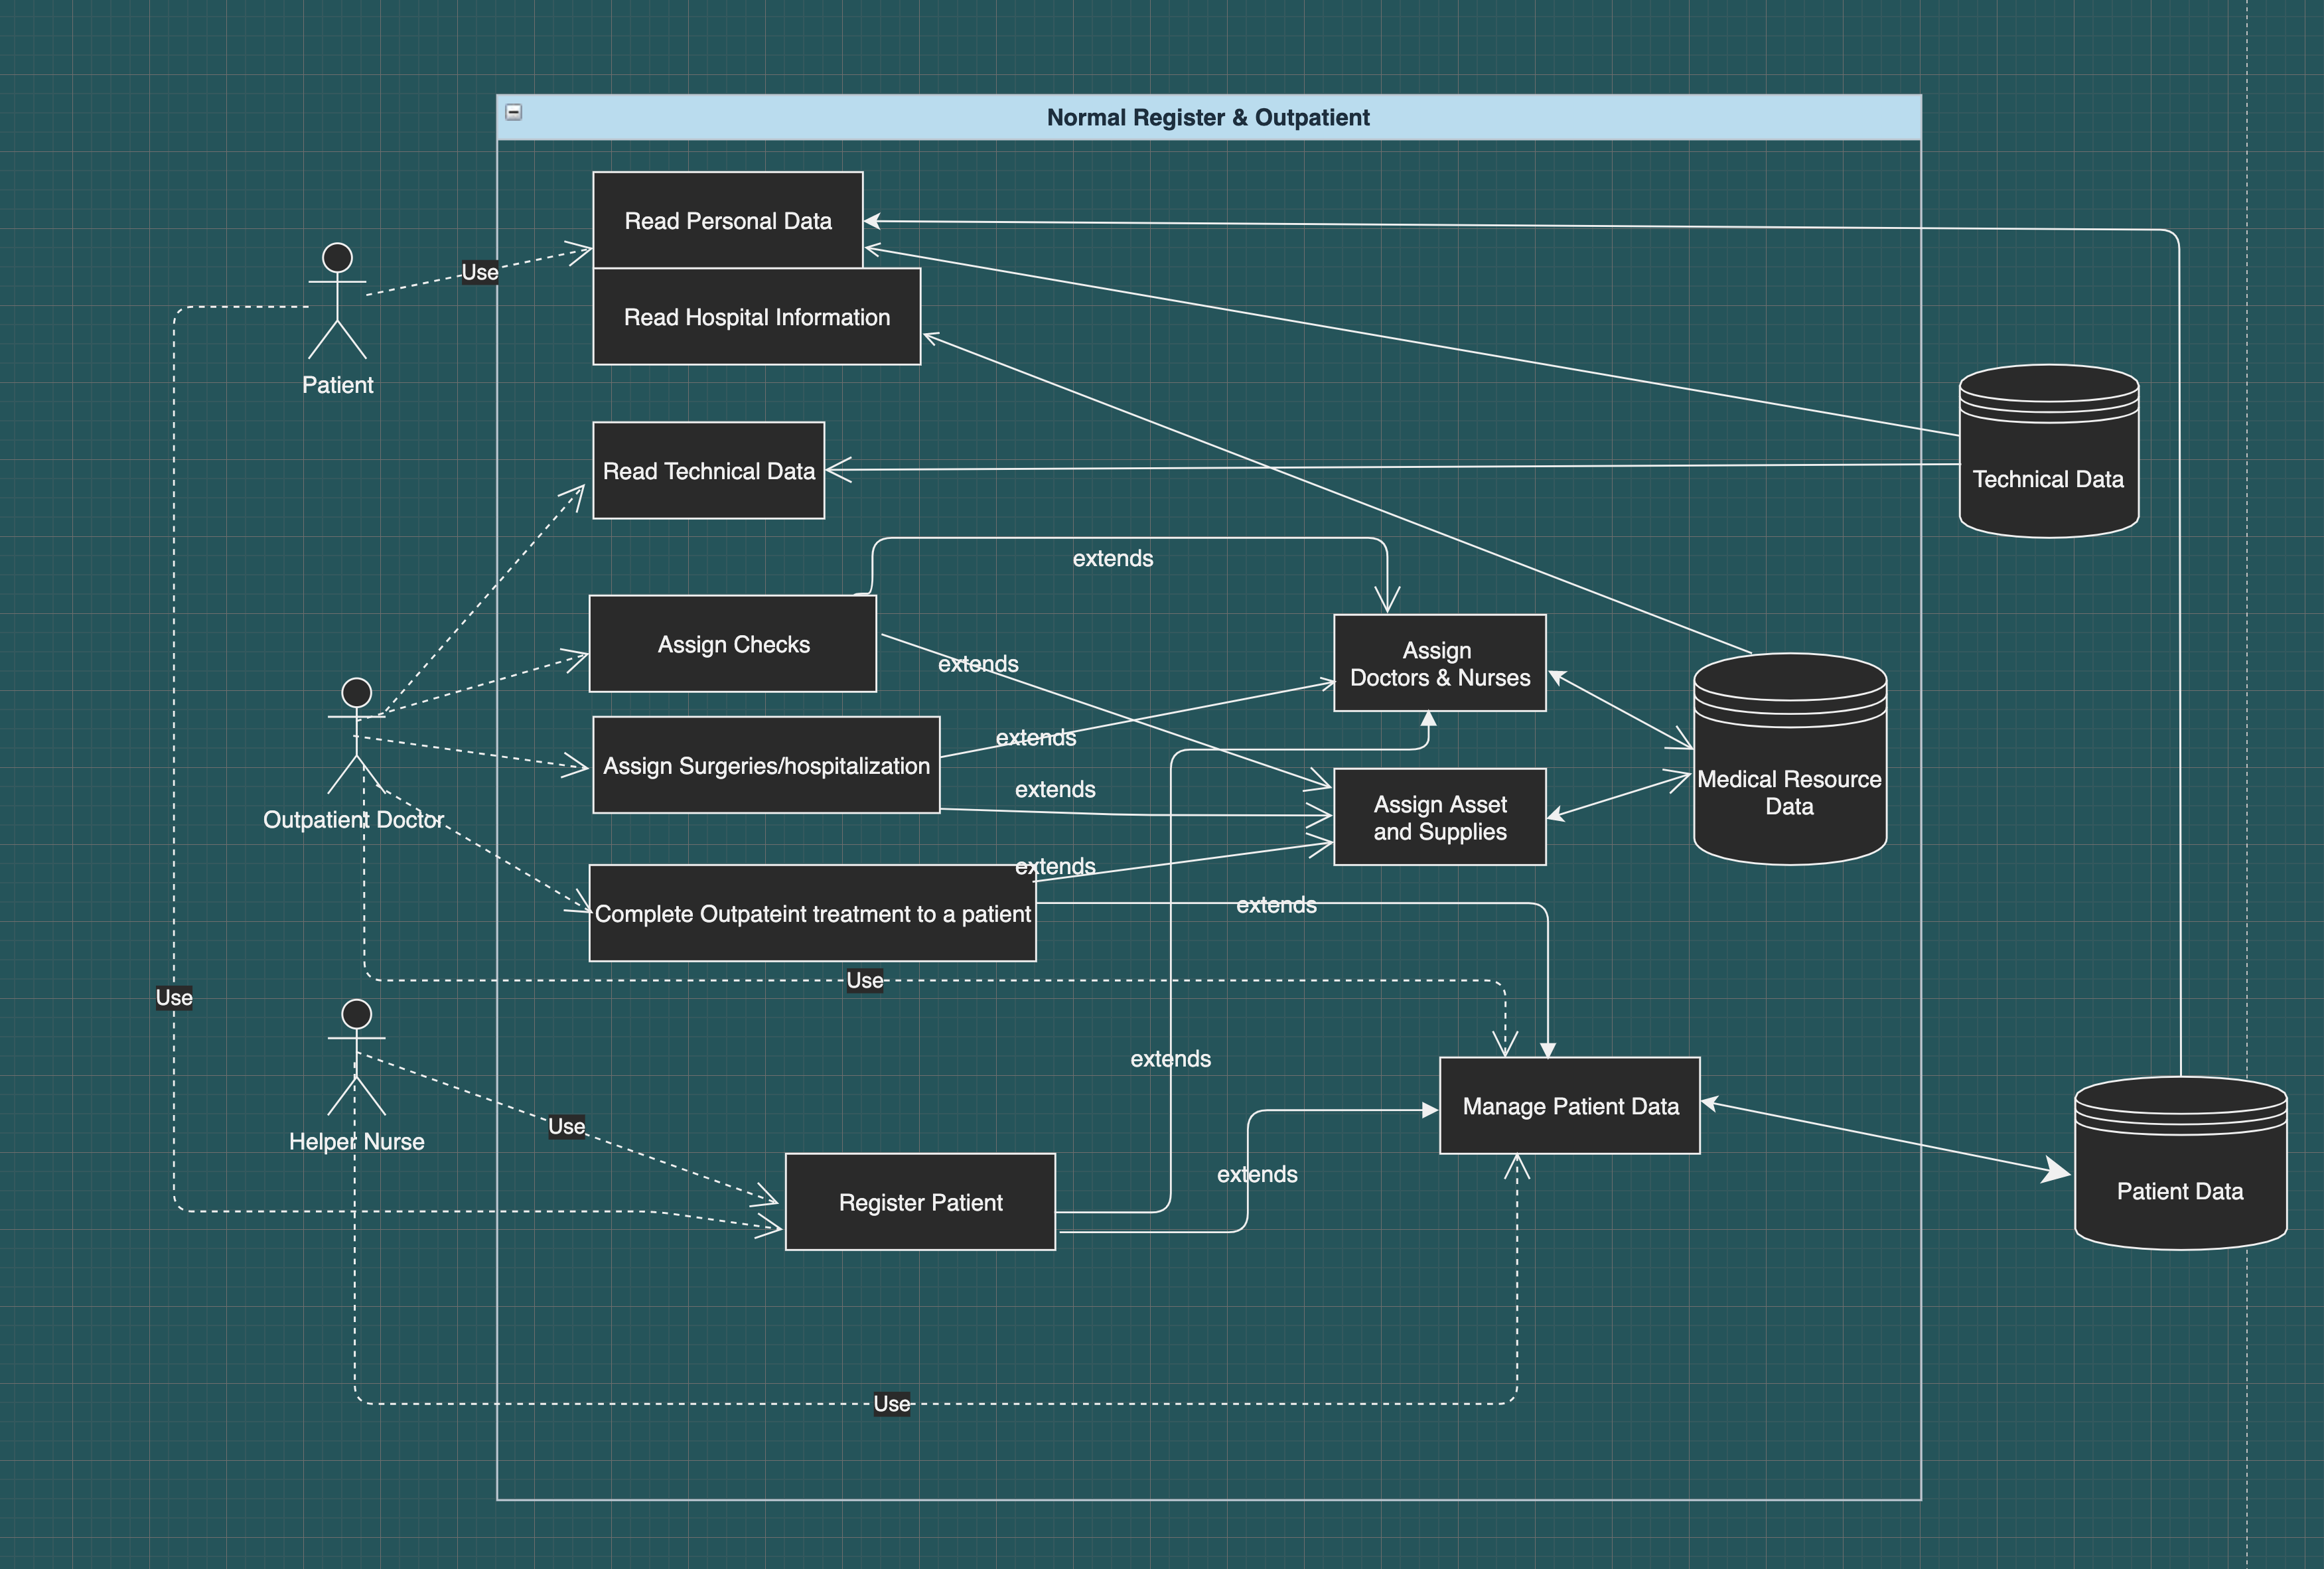 Normal Register & Outpatient
Read Personal Data
Use
Read Hospital Information
Patient
Read Technical Data
Technical Data
extends
Assign Checks
extends
Assign
Doctors & Nurses
extends
Assign Surgeries/hospitalization
extends
Medical Resource
Data
Assign Asset
and Supplies
Outpatient Doctor
extends
extends
Complete Outpateint treatment to a patient
Use
Use
extends
Manage Patient Data
Use
Helper Nurse
extends
Patient Data
Register Patient
Use